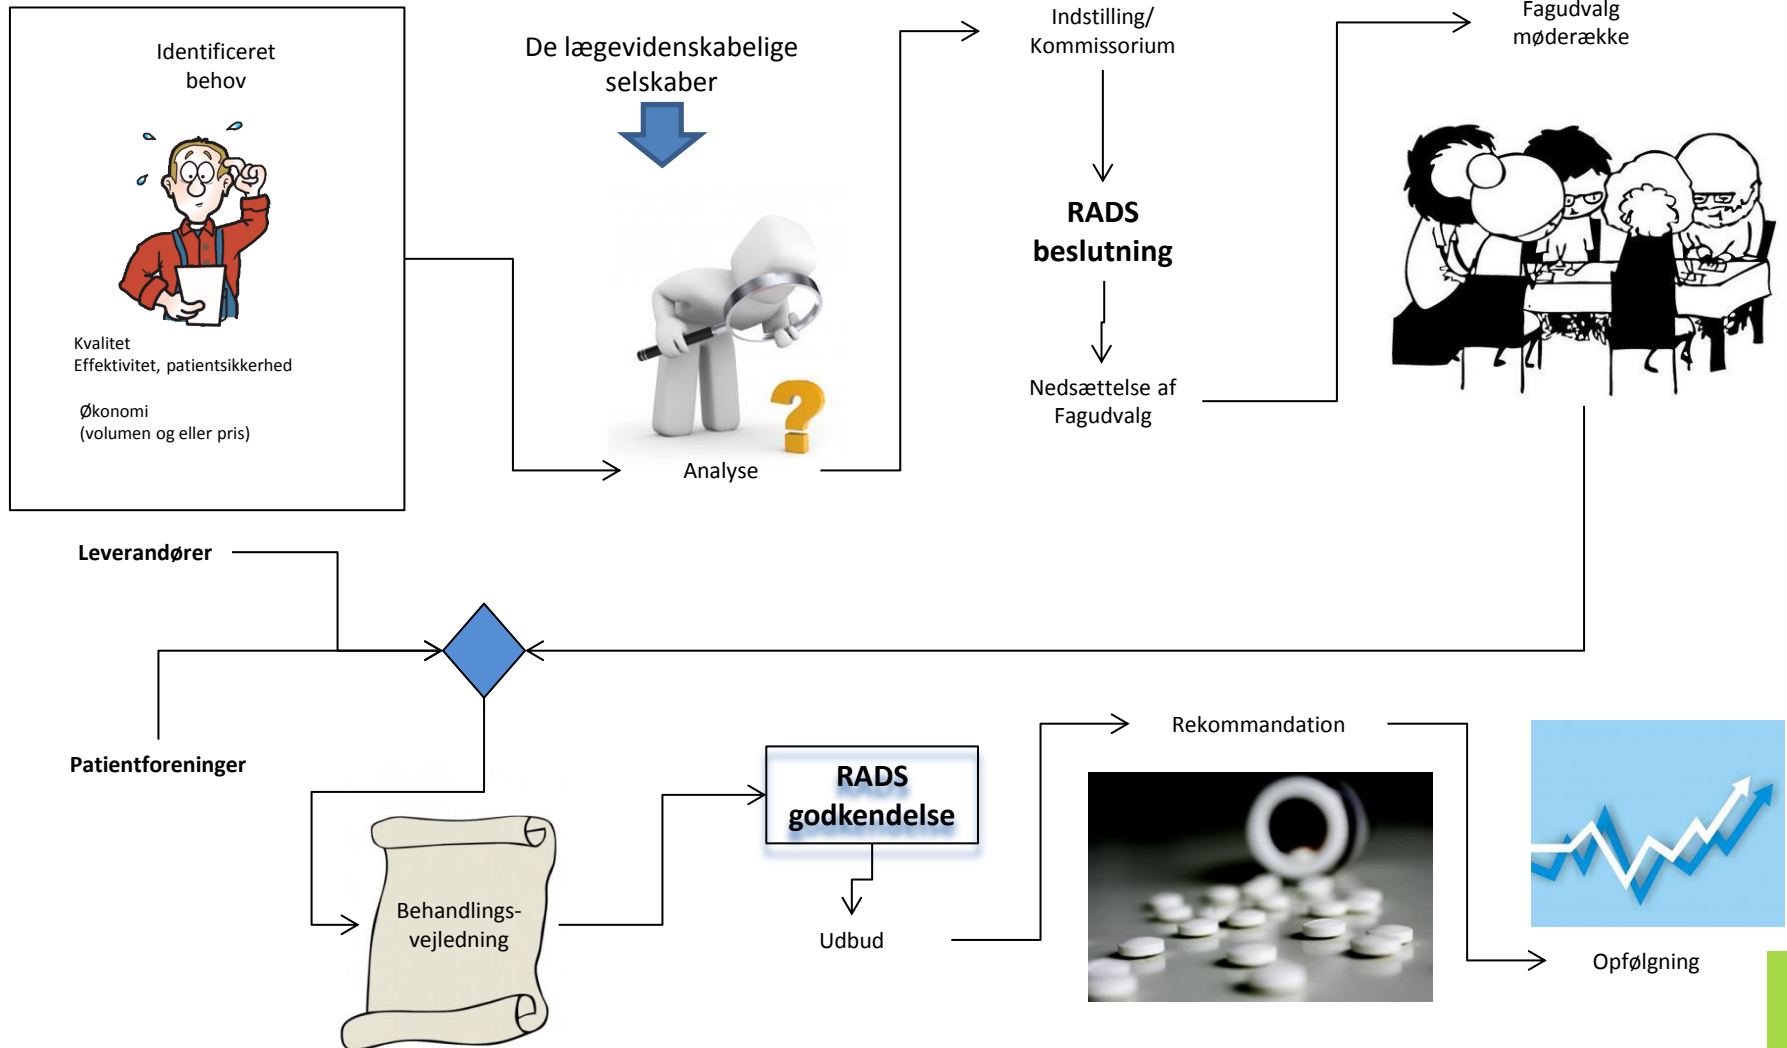 Identificeret
behov
Kvalitet
Effektivitet, patientsikkerhed
Økonomi
(volumen og eller pris)
De lægevidenskabelige
selskaber
Analyse
Indstilling/
Kommissorium
RADS
beslutning
Nedsættelse af
Fagudvalg
Fagudvalg
møderække
Leverandører
Patientforeninger
Behandlings-
vejledning
RADS
godkendelse
Udbud
Rekommandation
Opfølgning